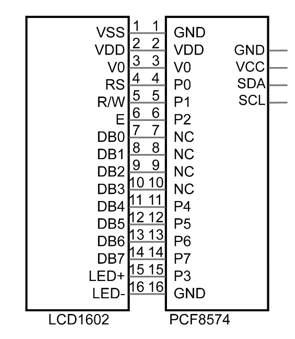 VSS 1 1 GND
VDD 2 2 VDD GND
V0 3 3 V0 VCC
RS 4 4 P0 SDA
R/W 5 5 P1 SCL
E 6 6 P2
DB0 7 7 NC
DB1 8 8 NC
DB2 9 9 NC
DB3 10 10 NC
DB4 11 11 P4
DB5 12 12 P5
DB6 13 13 P6
DB7 14 14 P7
LED+ 15 15 P3
LED- 16 16 GND
LCD1602 PCF8574